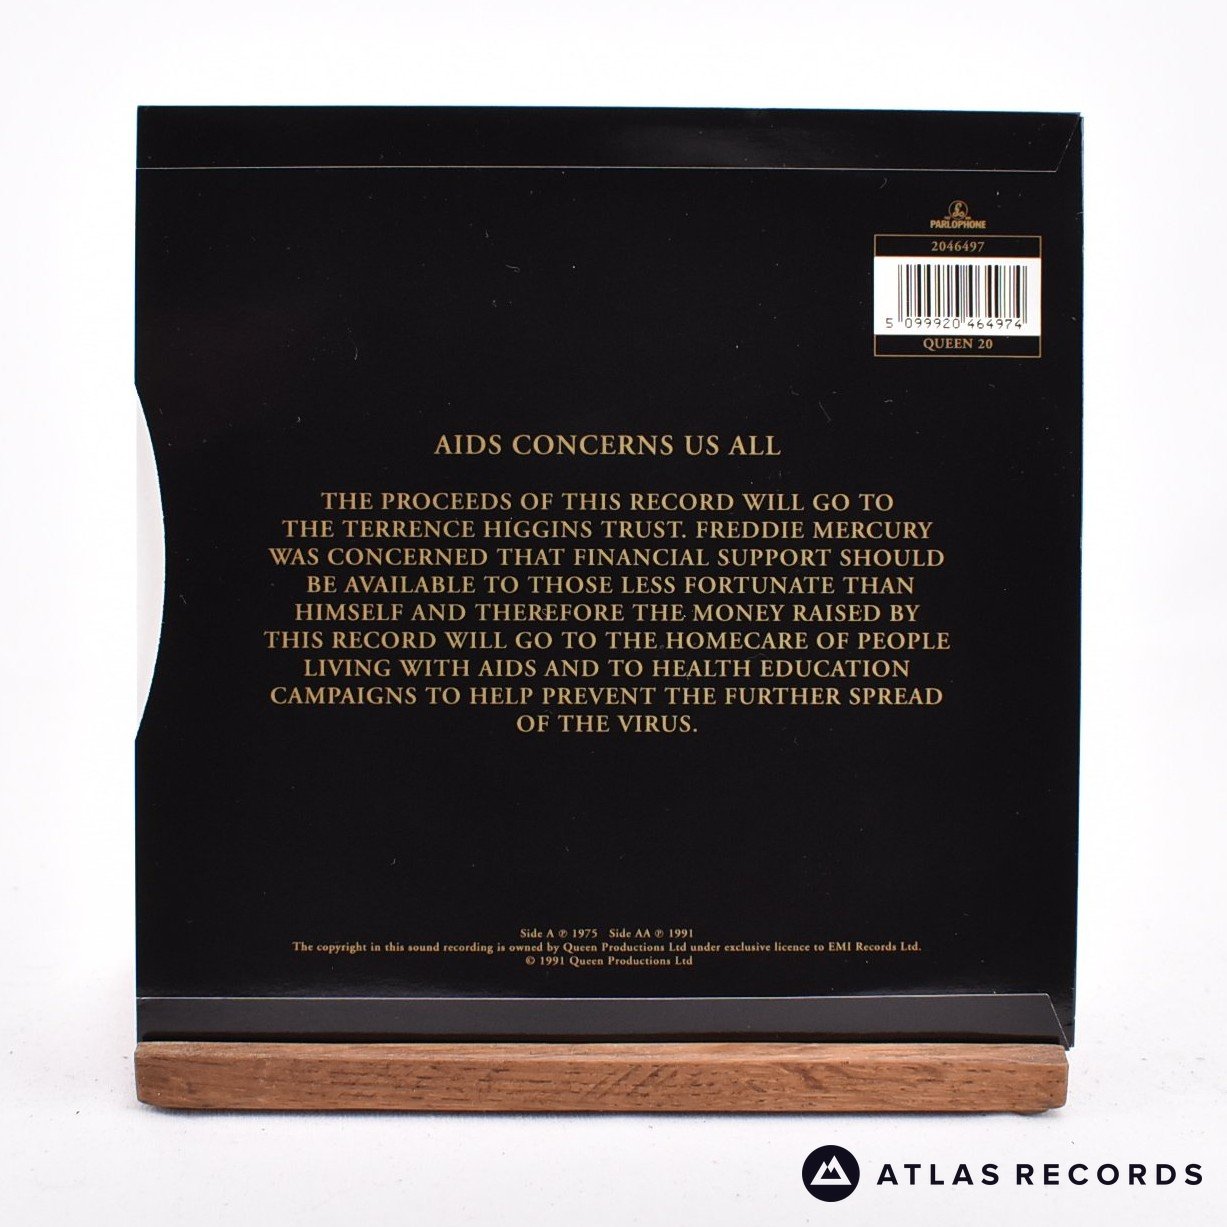 PARLOPHONE
2046497
5 099920 464974
QUEEN 20
AIDS CONCERNS US ALL
THE PROCEEDS OF THIS RECORD WILL GO TO
THE TERRENCE HIGGINS TRUST. FREDDIE MERCURY
WAS CONCERNED THAT FINANCIAL SUPPORT SHOULD
BE AVAILABLE TO THOSE LESS FORTUNATE THAN
HIMSELF AND THEREFORE THE MONEY RAISED BY
THIS RECORD WILL GO TO THE HOMECARE OF PEOPLE
LIVING WITH AIDS AND TO HEALTH EDUCATION
CAMPAIGNS TO HELP PREVENT THE FURTHER SPREAD
OF THE VIRUS.
Side A ℗ 1975 Side AA ℗ 1991
The copyright in this sound recording is owned by Queen Productions Ltd under exclusive licence to EMI Records Ltd.
© 1991 Queen Productions Ltd
ATLAS RECORDS